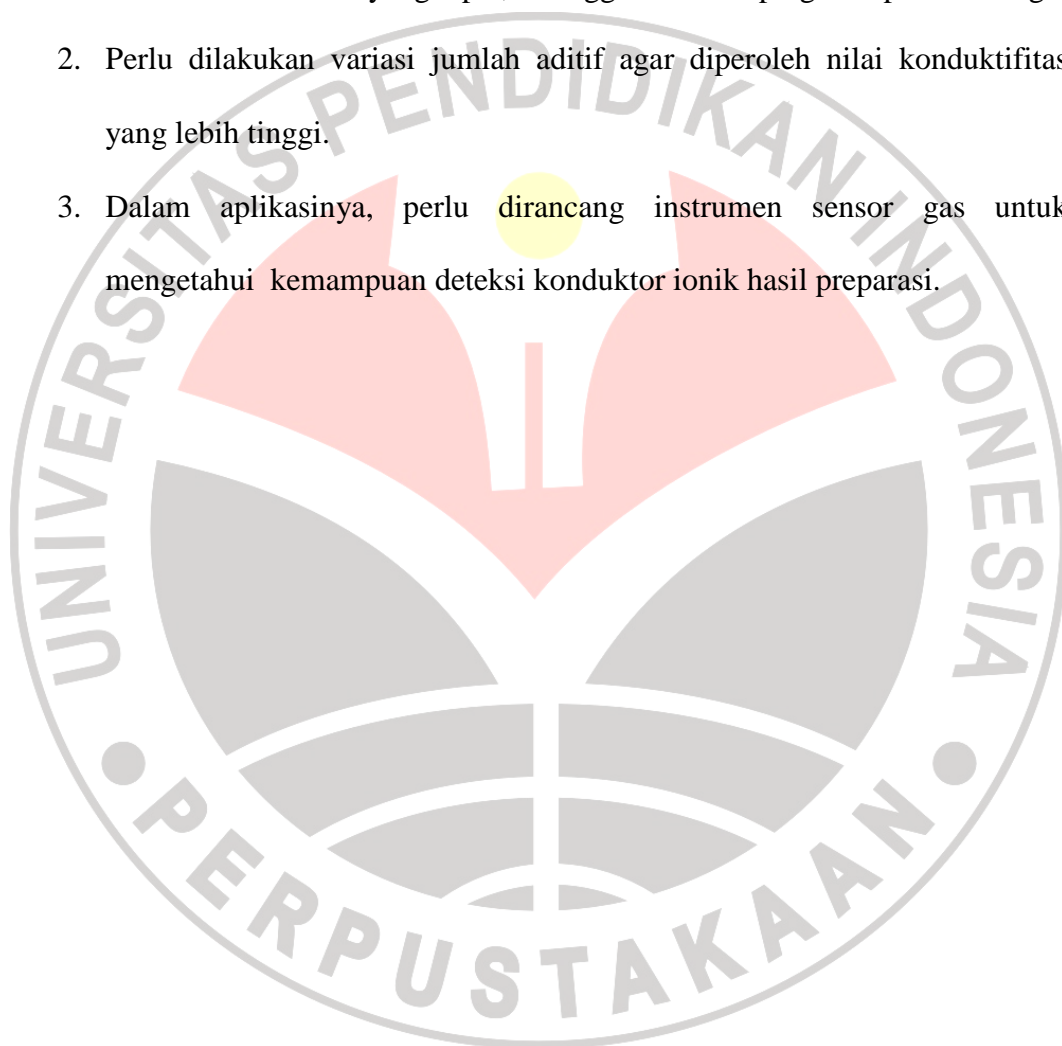 2. Perlu dilakukan variasi jumlah aditif agar diperoleh nilai konduktifitas
yang lebih tinggi.
3. Dalam aplikasinya, perlu dirancang instrumen sensor gas untuk
mengetahui kemampuan deteksi konduktor ionik hasil preparasi.
UNIVERSITAS PENDIDIKAN INDONESIA
PERPUSTAKAAN